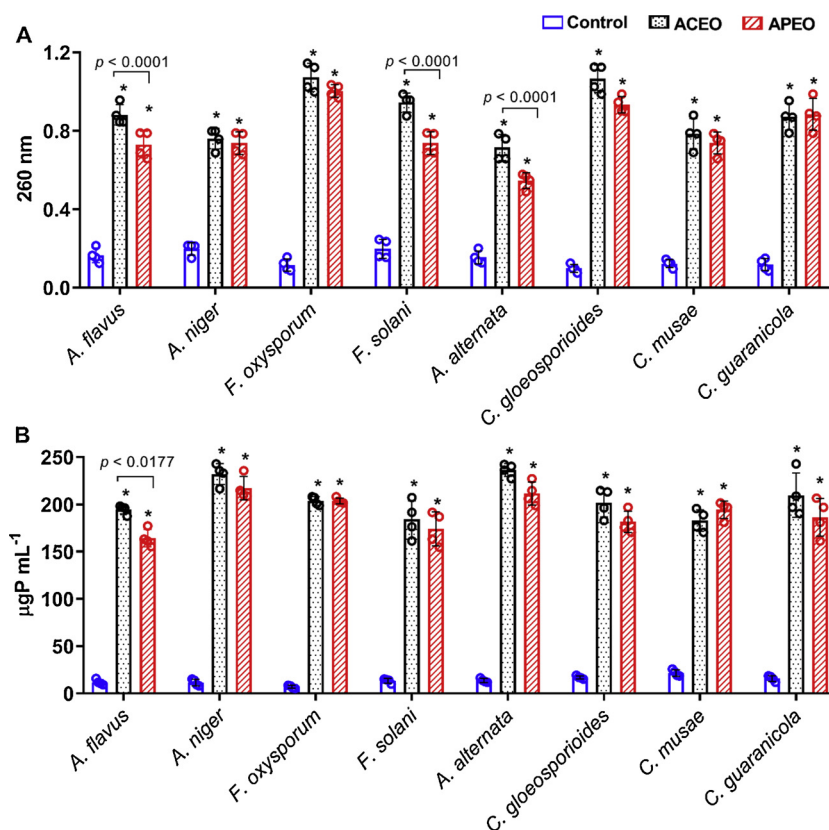 Control ACEO APEO
A
p < 0.0001
p < 0.0001
p < 0.0001
* * * * * * * * * * * * * * * *
260 nm
1.2
0.8
0.4
0.0
A. flavus
A. niger
F. oxysporum
F. solani
A. alternata
C. gloeosporioides
C. musae
C. guaranicola
B
p < 0.0177
* * * * * * * * * * * * * * * *
µgP mL⁻¹
250
200
150
100
50
0
A. flavus
A. niger
F. oxysporum
F. solani
A. alternata
C. gloeosporioides
C. musae
C. guaranicola